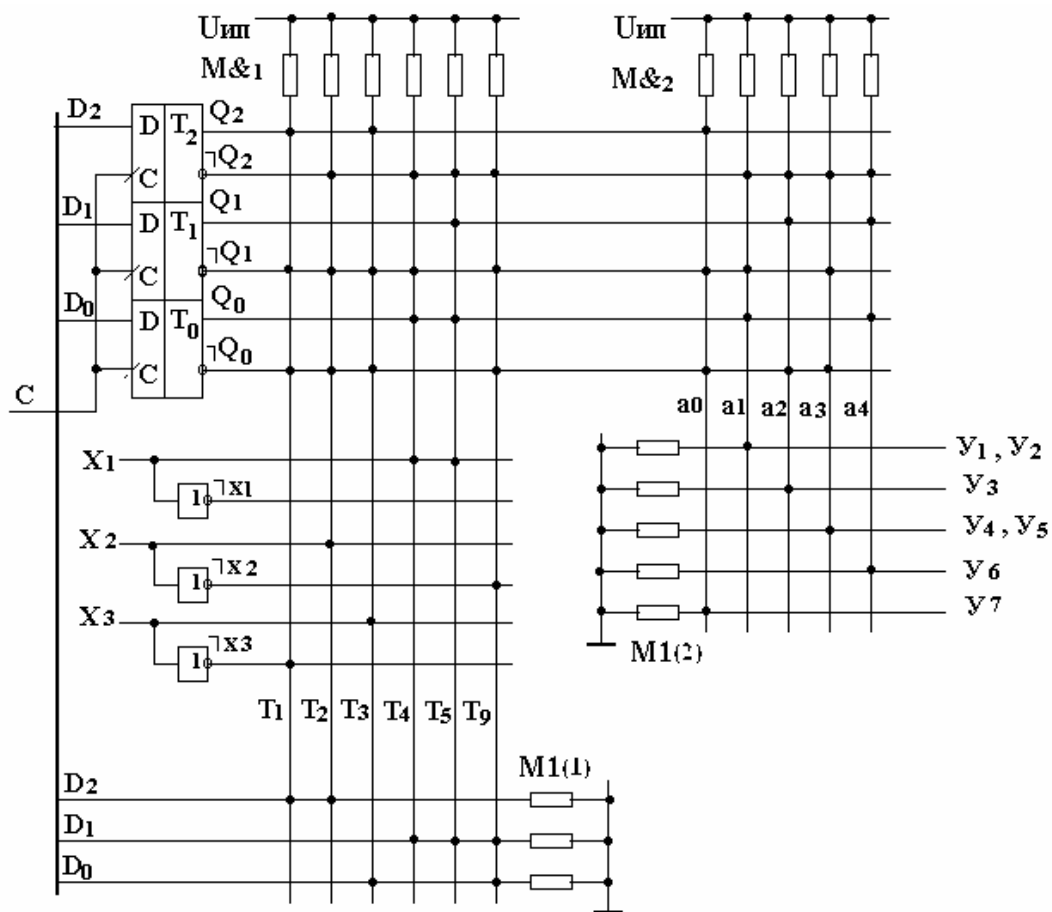 Uип Uип
M&1 M&2
D2 D T2 Q2
C ¬Q2
D1 D T1 Q1
C ¬Q1
D0 D T0 Q0
C ¬Q0
C
a0 a1 a2 a3 a4
X1 У1 , У2
1 ¬x1 У3
X2 У4 , У5
1 ¬x2 У6
X3 У7
1 ¬x3 M1(2)
T1 T2 T3 T4 T5 T9
M1(1)
D2
D1
D0